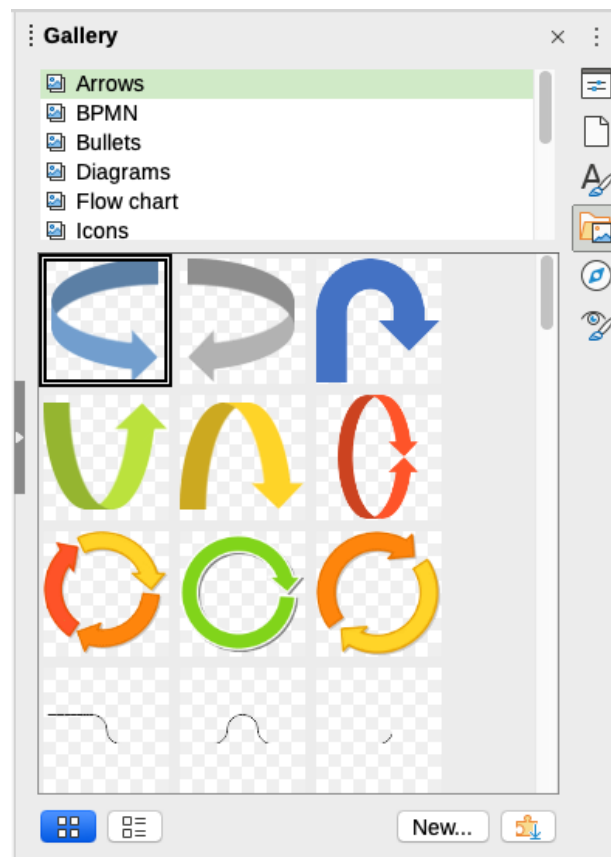 Gallery
Arrows
BPMN
Bullets
Diagrams
Flow chart
Icons
New...